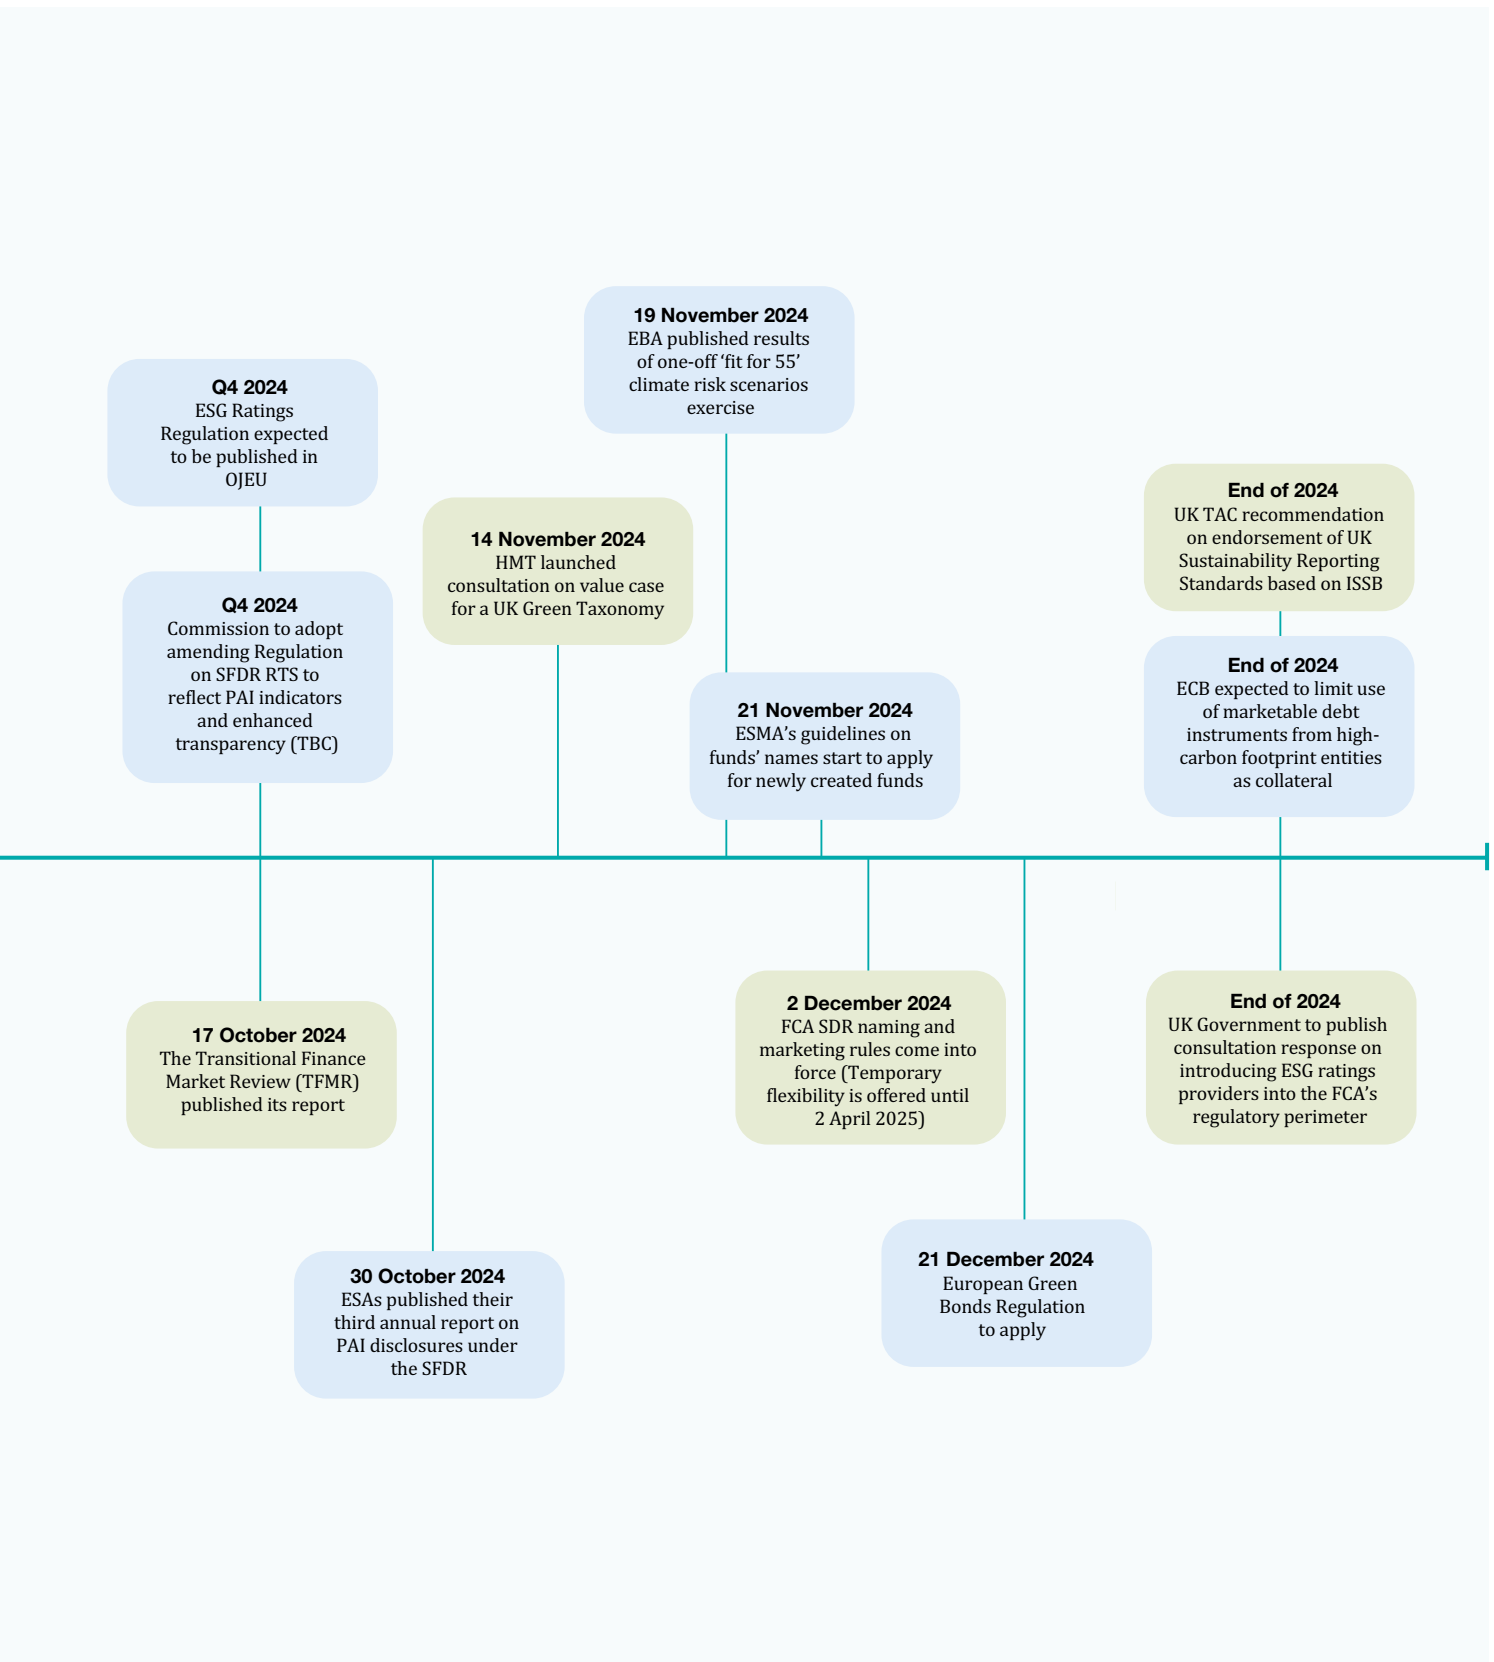 Q4 2024
ESG Ratings
Regulation expected
to be published in
OJEU
Q4 2024
Commission to adopt
amending Regulation
on SFDR RTS to
reflect PAI indicators
and enhanced
transparency (TBC)
17 October 2024
The Transitional Finance
Market Review (TFMR)
published its report
30 October 2024
ESAs published their
third annual report on
PAI disclosures under
the SFDR
14 November 2024
HMT launched
consultation on value case
for a UK Green Taxonomy
19 November 2024
EBA published results
of one-off ‘fit for 55’
climate risk scenarios
exercise
21 November 2024
ESMA’s guidelines on
funds’ names start to apply
for newly created funds
2 December 2024
FCA SDR naming and
marketing rules come into
force (Temporary
flexibility is offered until
2 April 2025)
21 December 2024
European Green
Bonds Regulation
to apply
End of 2024
UK TAC recommendation
on endorsement of UK
Sustainability Reporting
Standards based on ISSB
End of 2024
ECB expected to limit use
of marketable debt
instruments from high-
carbon footprint entities
as collateral
End of 2024
UK Government to publish
consultation response on
introducing ESG ratings
providers into the FCA’s
regulatory perimeter